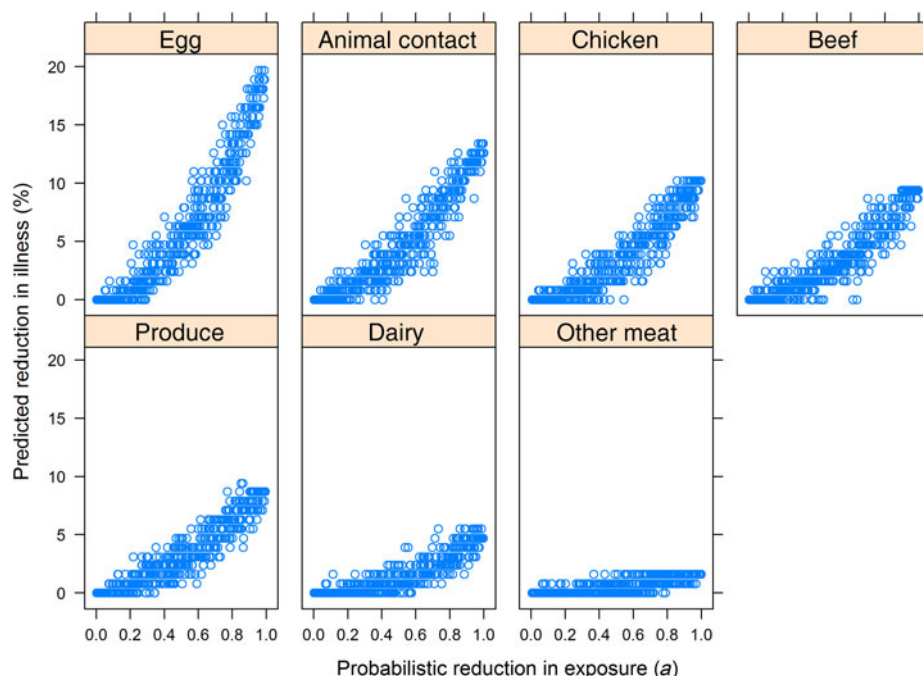 Egg Animal contact Chicken Beef
20
15
10
5
0
Produce Dairy Other meat
20
15
10
5
0
0.0 0.2 0.4 0.6 0.8 1.0 0.0 0.2 0.4 0.6 0.8 1.0 0.0 0.2 0.4 0.6 0.8 1.0
Predicted reduction in illness (%)
Probabilistic reduction in exposure (a)